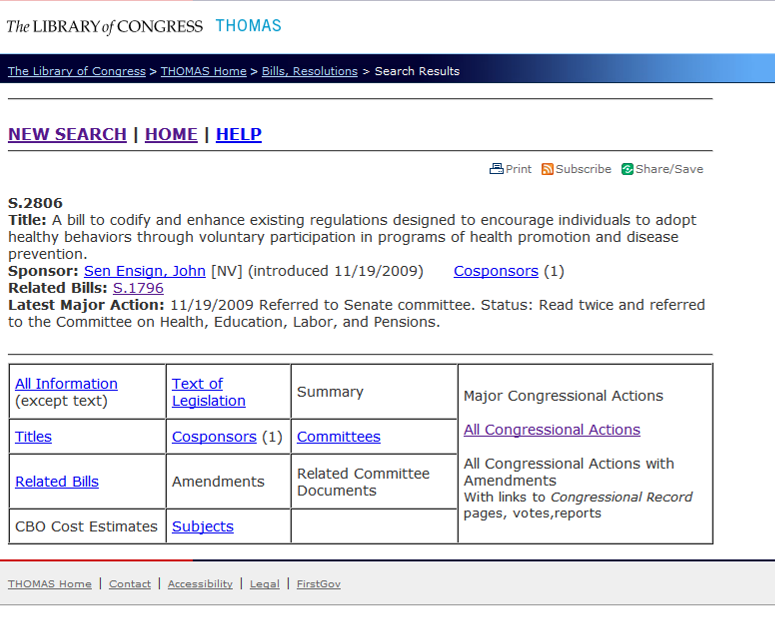 The LIBRARY of CONGRESS THOMAS
The Library of Congress > THOMAS Home > Bills, Resolutions > Search Results
NEW SEARCH | HOME | HELP
Print Subscribe Share/Save
S.2806
Title: A bill to codify and enhance existing regulations designed to encourage individuals to adopt
healthy behaviors through voluntary participation in programs of health promotion and disease
prevention.
Sponsor: Sen Ensign, John [NV] (introduced 11/19/2009) Cosponsors (1)
Related Bills: S.1796
Latest Major Action: 11/19/2009 Referred to Senate committee. Status: Read twice and referred
to the Committee on Health, Education, Labor, and Pensions.
All Information
(except text)
Text of
Legislation
Summary
Titles
Cosponsors (1)
Committees
Related Bills
Amendments
Related Committee
Documents
CBO Cost Estimates
Subjects
Major Congressional Actions
All Congressional Actions
All Congressional Actions with
Amendments
With links to Congressional Record
pages, votes,reports
THOMAS Home | Contact | Accessibility | Legal | FirstGov